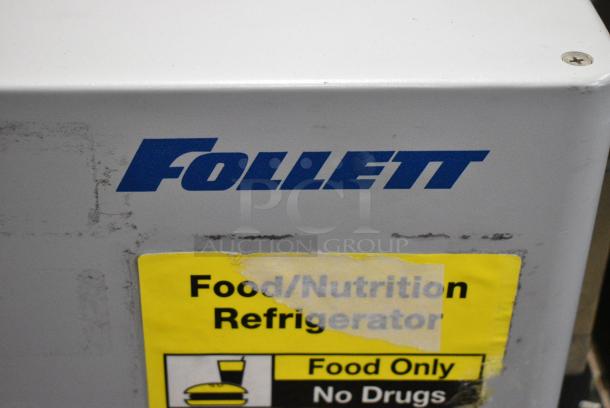 FOLLETT
PCI
AUCTION GROUP
Food/Nutrition
Refrigerator
Food Only
No Drugs